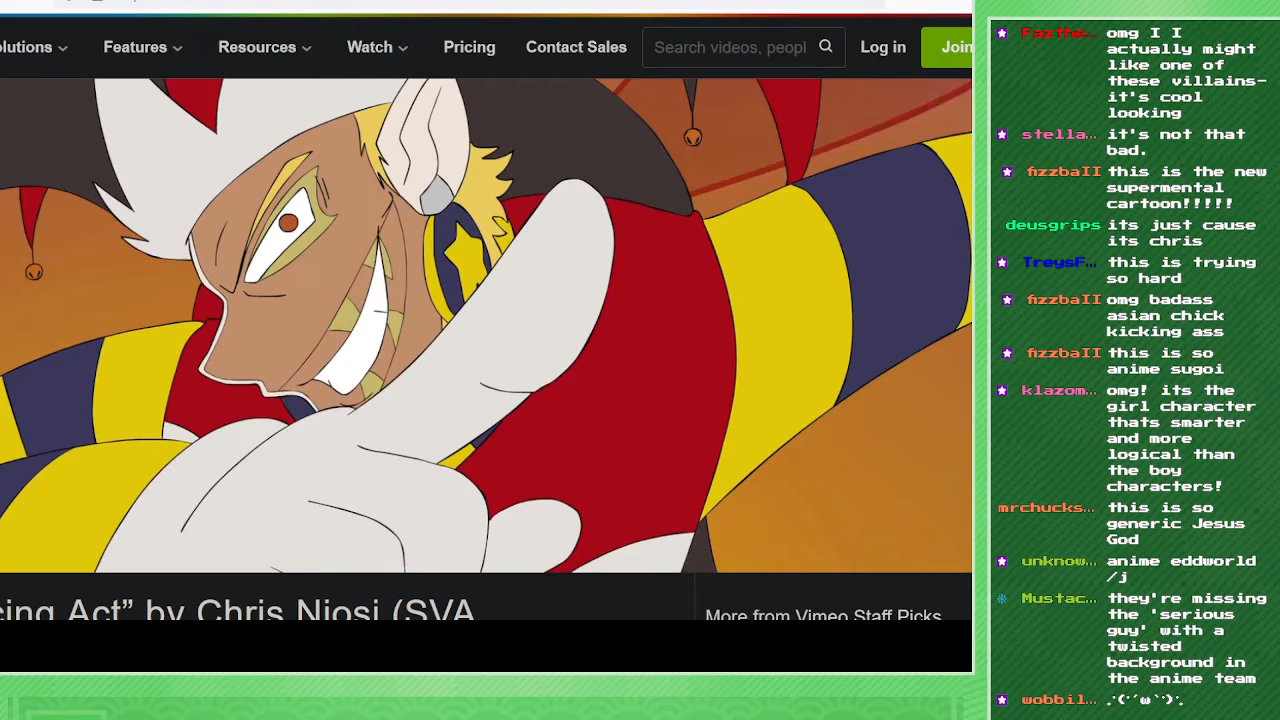 olutions Features Resources Watch Pricing Contact Sales Search videos, peopl Log in Join
cing Act” by Chris Niosi (SVA
More from Vimeo Staff Picks
Fazthe... omg I I
actually might
like one of
these villains-
it's cool
looking
stella... it's not that
bad.
fizzbaII this is the new
supermental
cartoon!!!!!
deusgrips its just cause
its chris
TreysF... this is trying
so hard
fizzbaII omg badass
asian chick
kicking ass
fizzbaII this is so
anime sugoi
klazom... omg! its the
girl character
thats smarter
and more
logical than
the boy
characters!
mrchucks... this is so
generic Jesus
God
unknow... anime eddworld
/j
Mustac... they're missing
the 'serious
guy' with a
twisted
background in
the anime team
wobbil...